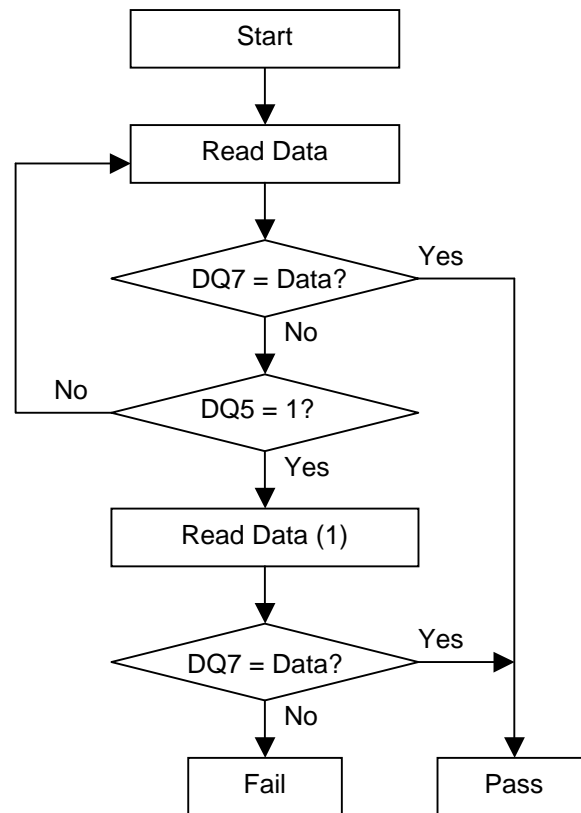 Start
Read Data
DQ7 = Data?
Yes
No
No
DQ5 = 1?
Yes
Read Data (1)
DQ7 = Data?
Yes
No
Fail
Pass